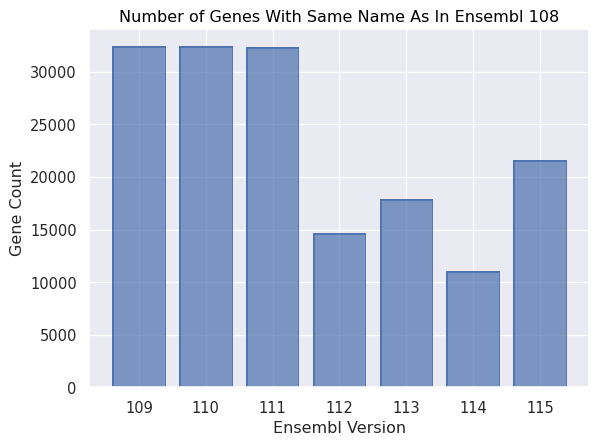 Number of Genes With Same Name As In Ensembl 108
30000
25000
20000
15000
10000
5000
0
Gene Count
109 110 111 112 113 114 115
Ensembl Version